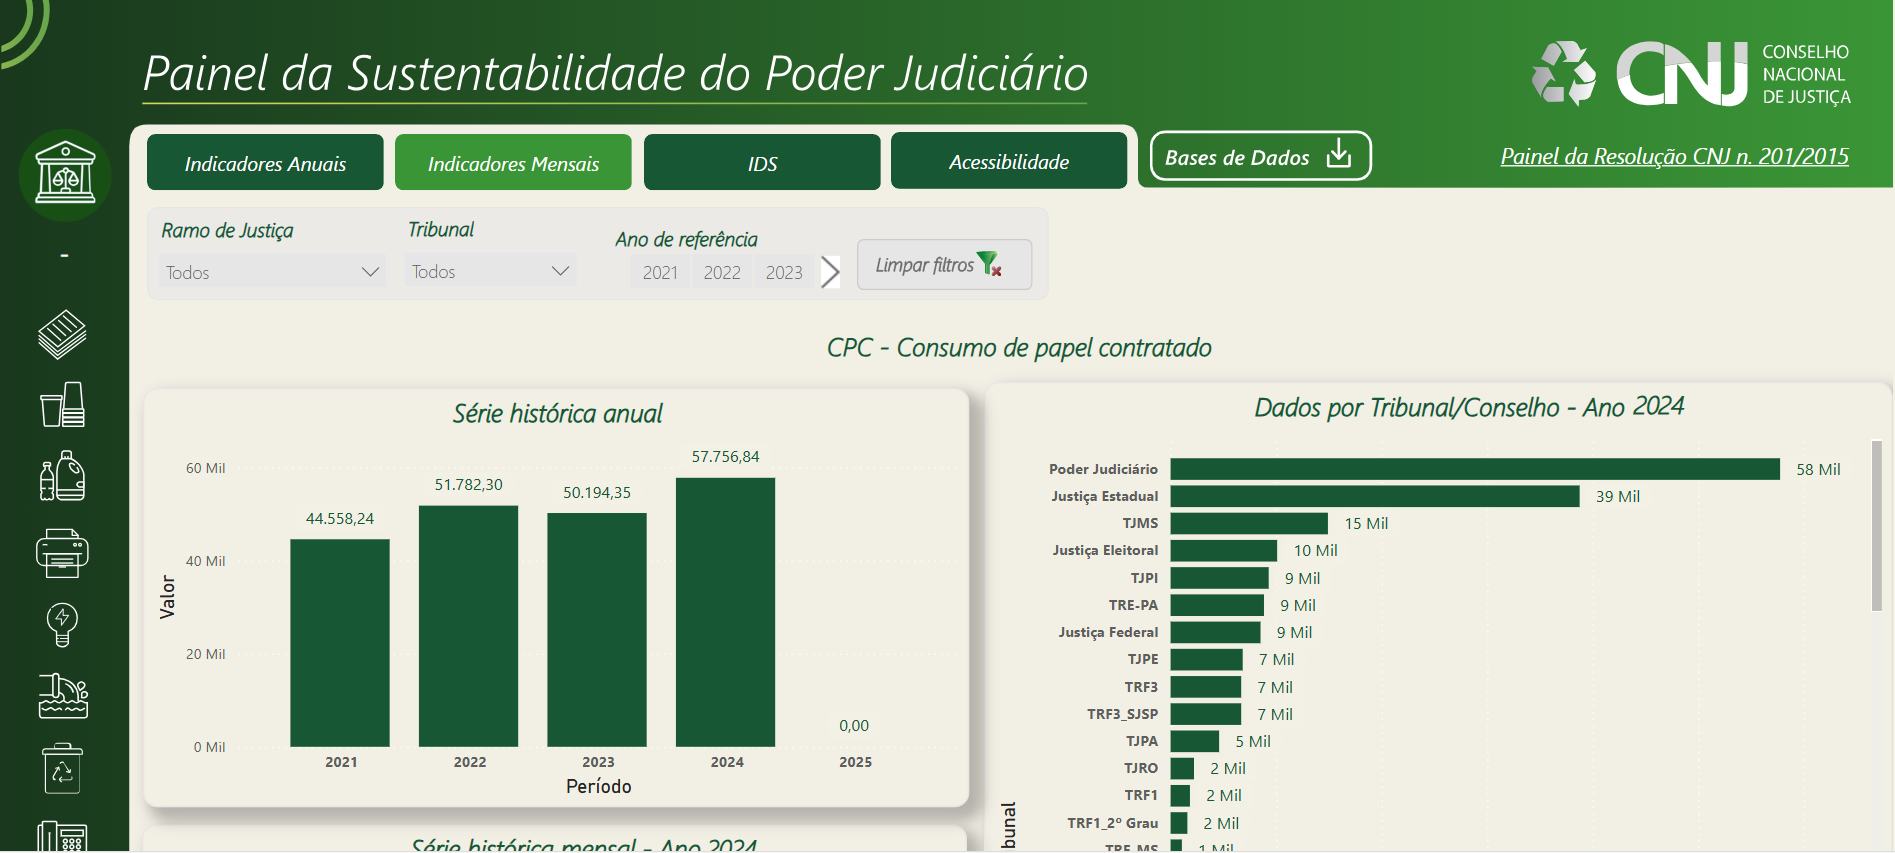 Painel da Sustentabilidade do Poder Judiciário
CNJ
CONSELHO
NACIONAL
DE JUSTIÇA
Indicadores Anuais
Indicadores Mensais
IDS
Acessibilidade
Bases de Dados
Painel da Resolução CNJ n. 201/2015
-
Ramo de Justiça
Todos
Tribunal
Todos
Ano de referência
2021 2022 2023
Limpar filtros
CPC - Consumo de papel contratado
Série histórica anual
60 Mil
40 Mil
20 Mil
0 Mil
Valor
44.558,24
51.782,30
50.194,35
57.756,84
0,00
2021 2022 2023 2024 2025
Período
Dados por Tribunal/Conselho - Ano 2024
Poder Judiciário 58 Mil
Justiça Estadual 39 Mil
TJMS 15 Mil
Justiça Eleitoral 10 Mil
TJPI 9 Mil
TRE-PA 9 Mil
Justiça Federal 9 Mil
TJPE 7 Mil
TRF3 7 Mil
TRF3_SJSP 7 Mil
TJPA 5 Mil
TJRO 2 Mil
TRF1 2 Mil
TRF1_2º Grau 2 Mil
TRE-MS 1 Mil
bunal
Série histórica mensal - Ano 2024